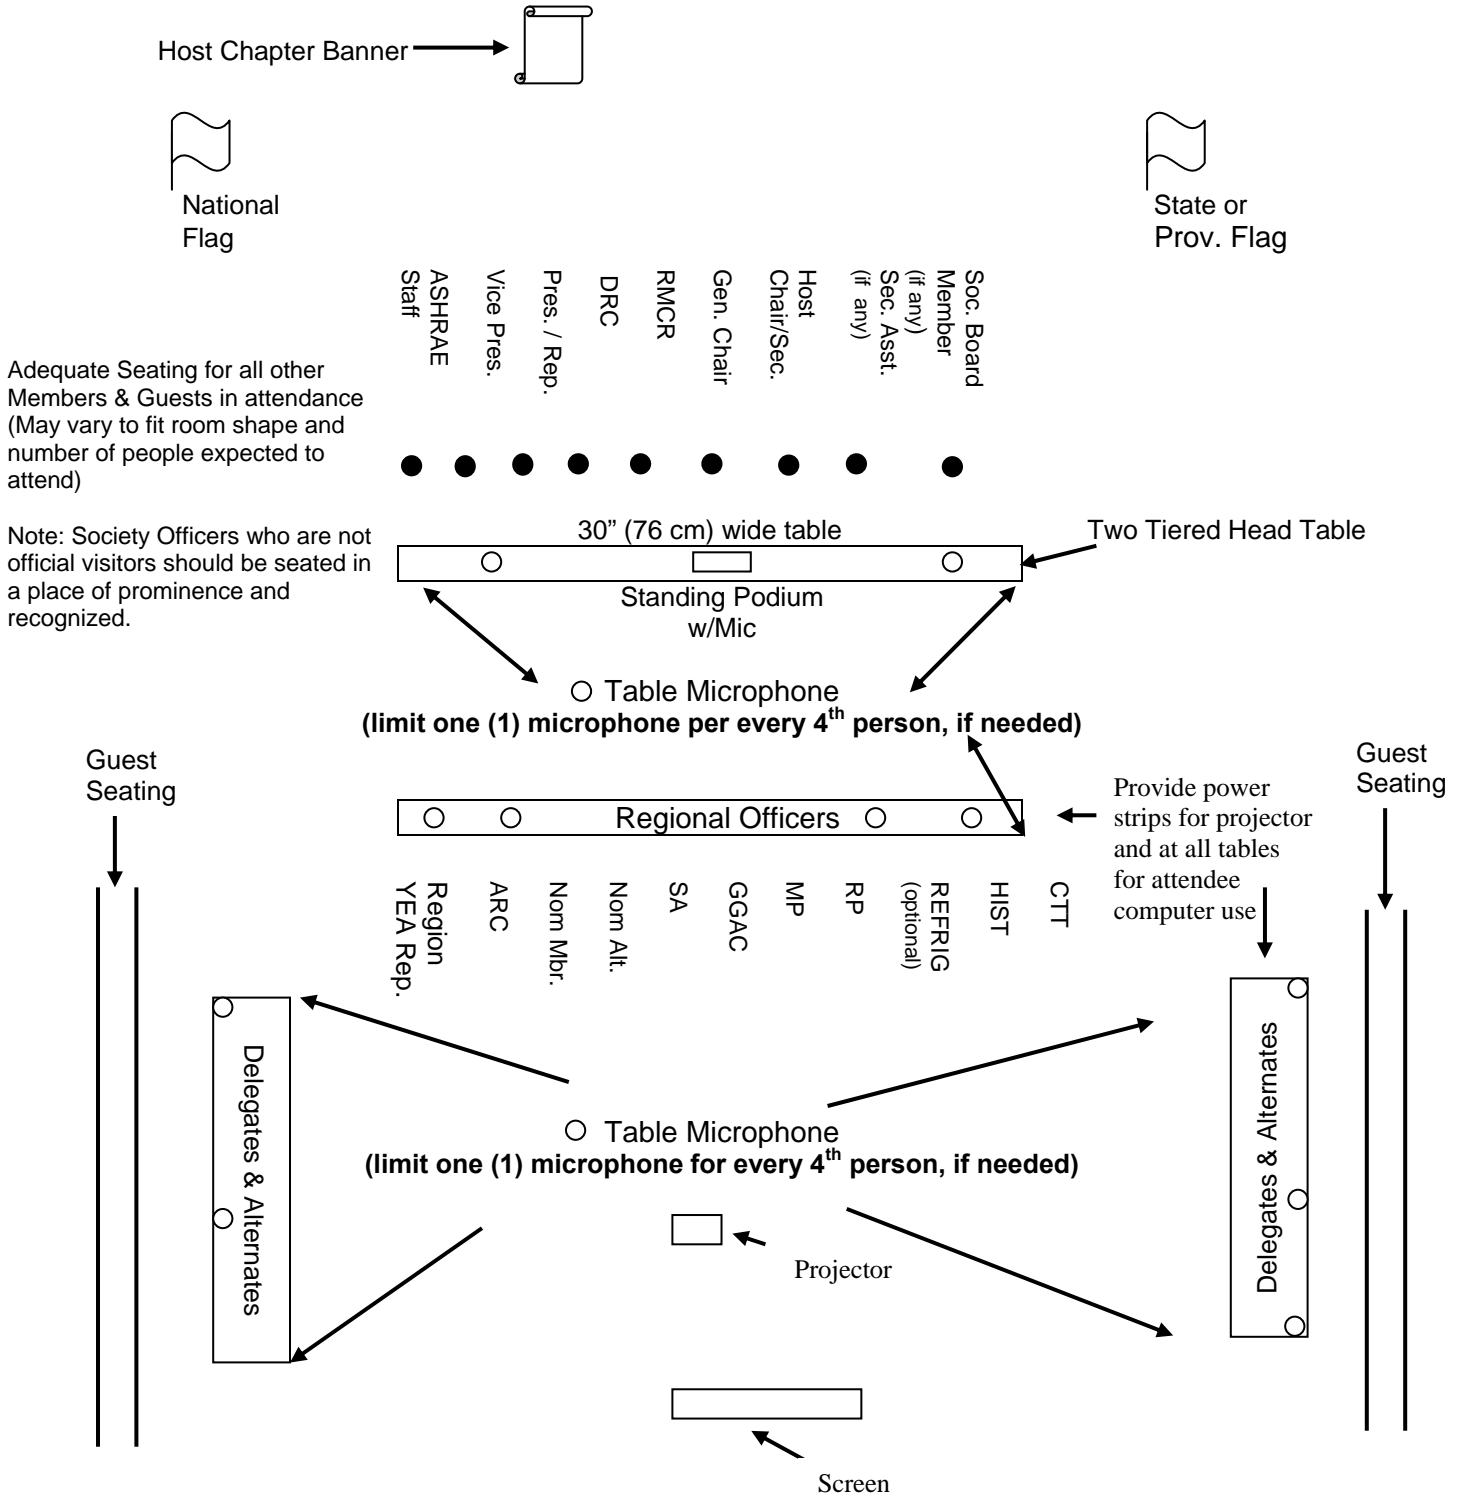 Host Chapter Banner
National
Flag
State or
Prov. Flag
ASHRAE
Staff
Vice Pres.
Pres. / Rep.
DRC
RMCR
Gen. Chair
Host
Chair/Sec.
Sec. Asst.
(if any)
Soc. Board
Member
(if any)
Adequate Seating for all other
Members & Guests in attendance
(May vary to fit room shape and
number of people expected to
attend)
Note: Society Officers who are not
official visitors should be seated in
a place of prominence and
recognized.
30” (76 cm) wide table
Two Tiered Head Table
Standing Podium
w/Mic
Table Microphone
(limit one (1) microphone per every 4th person, if needed)
Guest
Seating
Guest
Seating
Regional Officers
Provide power
strips for projector
and at all tables
for attendee
computer use
Region
YEA Rep.
ARC
Nom Mbr.
Nom Alt.
SA
GGAC
MP
RP
REFRIG
(optional)
HIST
CTT
Delegates & Alternates
Delegates & Alternates
Table Microphone
(limit one (1) microphone for every 4th person, if needed)
Projector
Screen